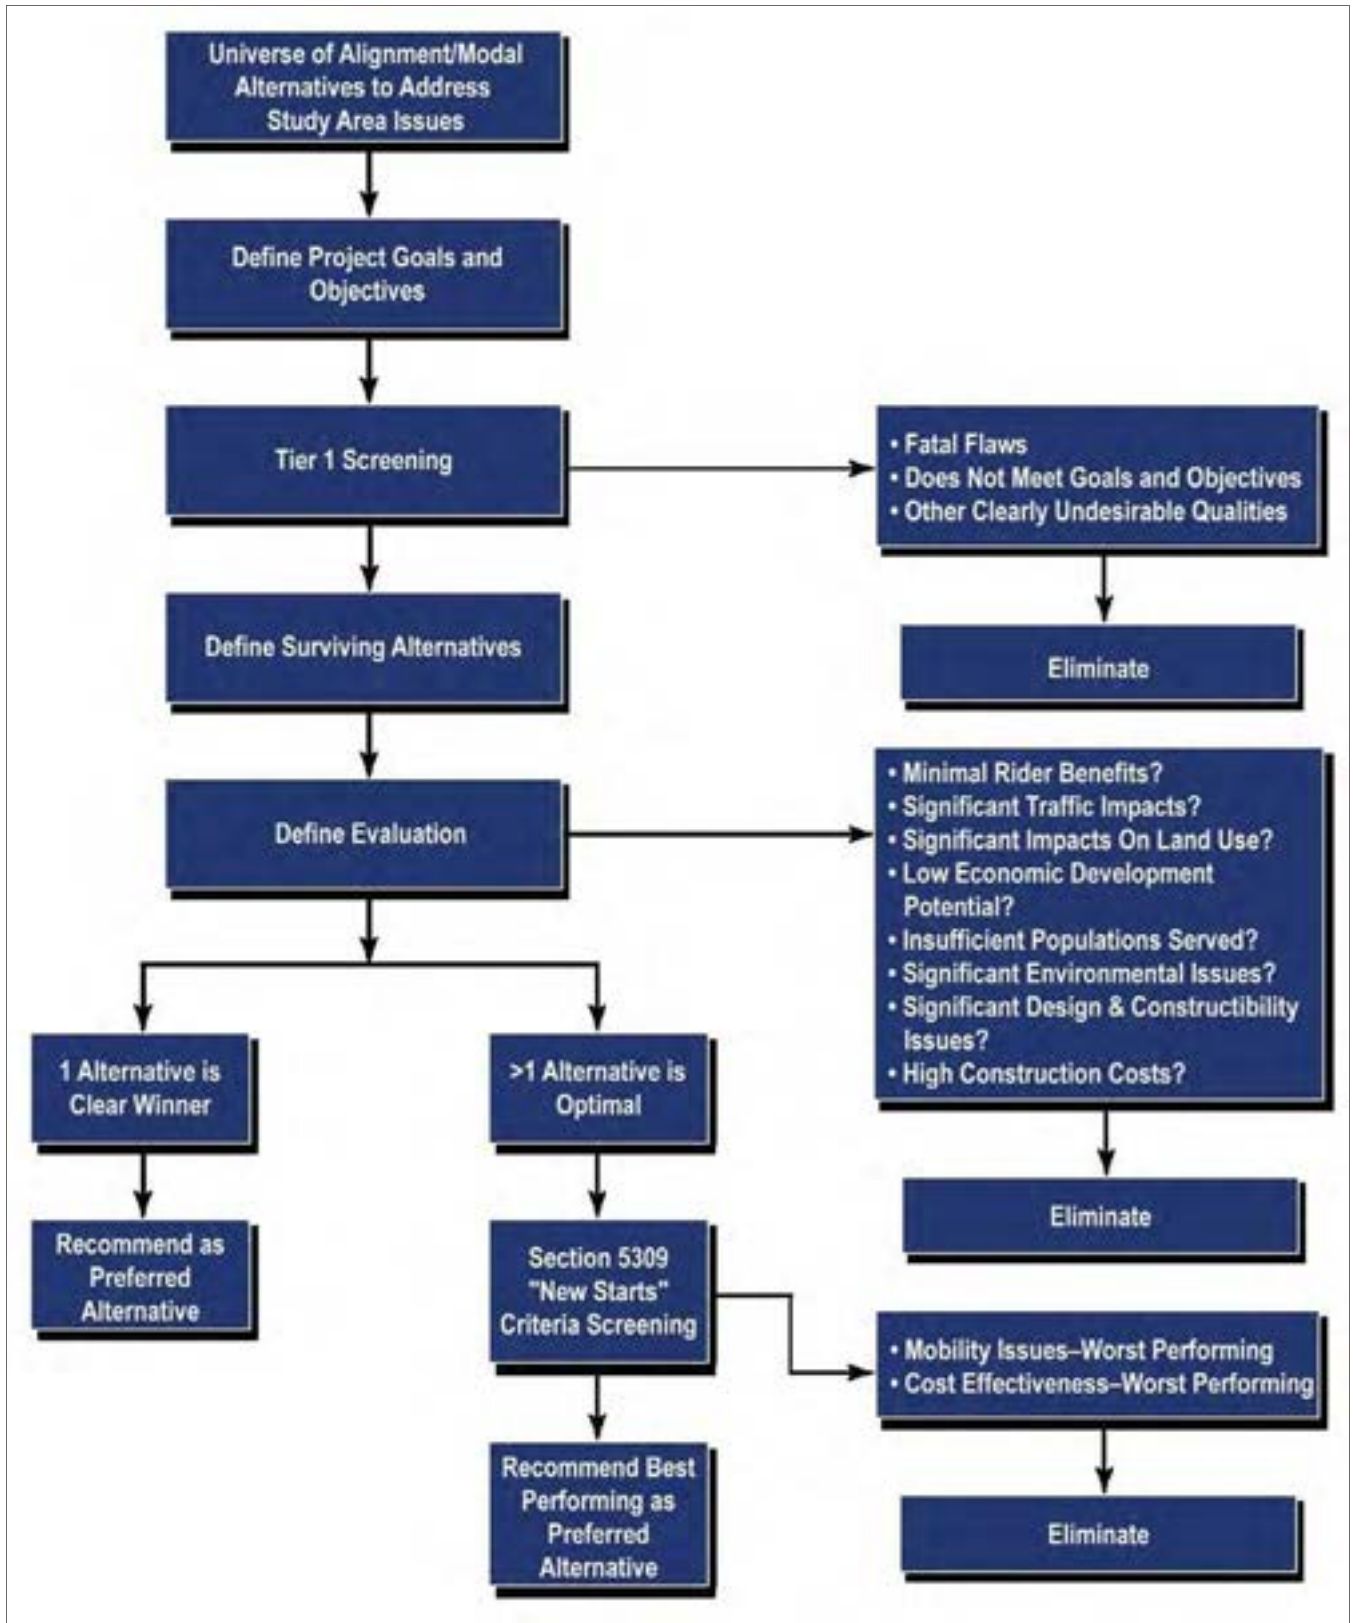 Universe of Alignment/Modal
Alternatives to Address
Study Area Issues
Define Project Goals and
Objectives
Tier 1 Screening
• Fatal Flaws
• Does Not Meet Goals and Objectives
• Other Clearly Undesirable Qualities
Eliminate
Define Surviving Alternatives
Define Evaluation
• Minimal Rider Benefits?
• Significant Traffic Impacts?
• Significant Impacts On Land Use?
• Low Economic Development
Potential?
• Insufficient Populations Served?
• Significant Environmental Issues?
• Significant Design & Constructibility
Issues?
• High Construction Costs?
Eliminate
1 Alternative is
Clear Winner
Recommend as
Preferred
Alternative
>1 Alternative is
Optimal
Section 5309
"New Starts"
Criteria Screening
• Mobility Issues–Worst Performing
• Cost Effectiveness–Worst Performing
Eliminate
Recommend Best
Performing as
Preferred
Alternative